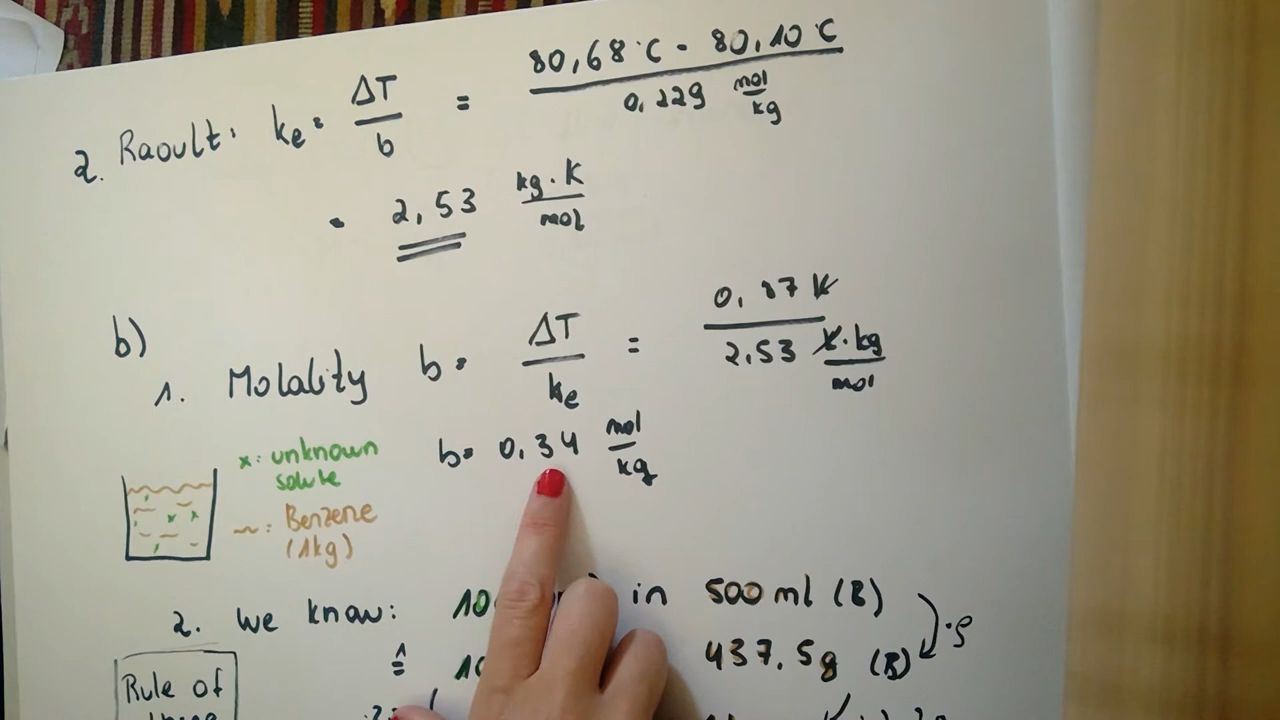 80,68°C - 80,10°C
2. Raoult: ke = ΔT / b = 0.229 mol/kg
= 2,53 kg·K / mol
b)
0.87 K
1. Molality b = ΔT / ke = 2.53 K·kg / mol
x: unknown solute
b = 0.34 mol / kg
~: Benzene (1kg)
2. we know: 10 in 500 ml (B)
≙ 437.5g (B) ·ρ
Rule of